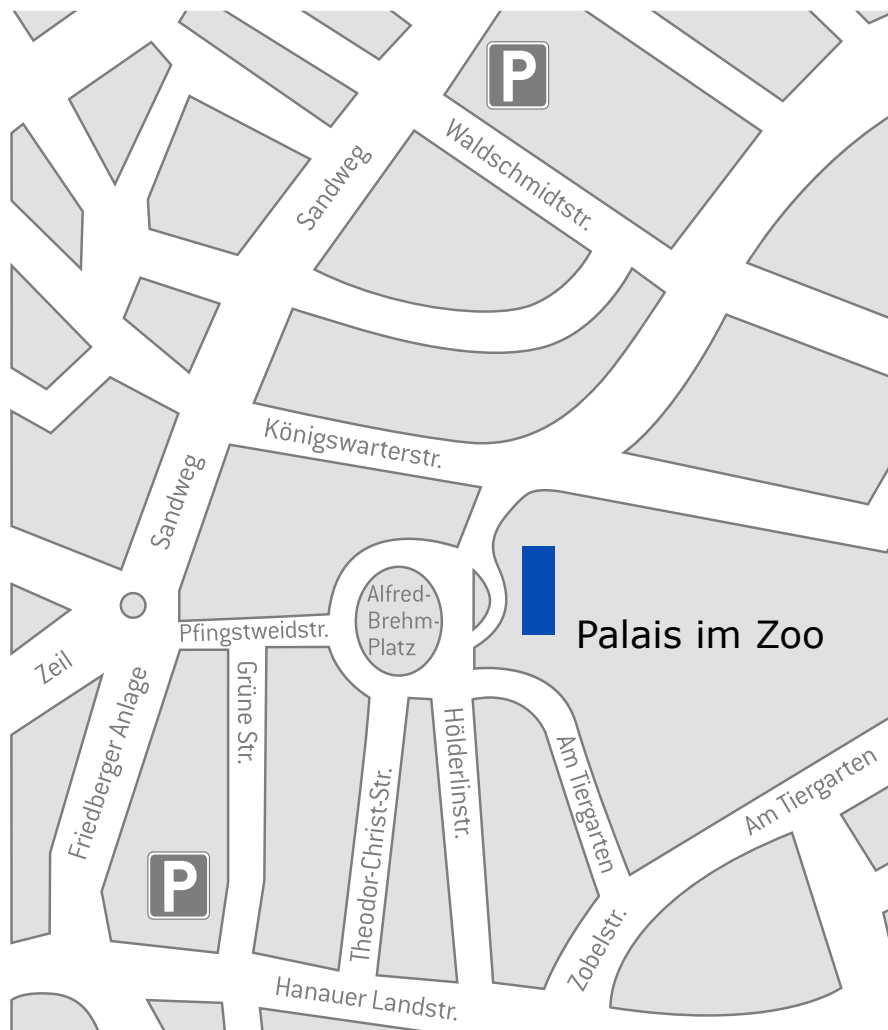 P
Waldschmidtstr.
Sandweg
Königswarterstr.
Sandweg
Alfred-
Brehm-
Platz
Pfingstweidstr.
Palais im Zoo
Zeil
Grüne Str.
Friedberger Anlage
Hölderlinstr.
Am Tiergarten
Am Tiergarten
Theodor-Christ-Str.
P
Zobelstr.
Hanauer Landstr.